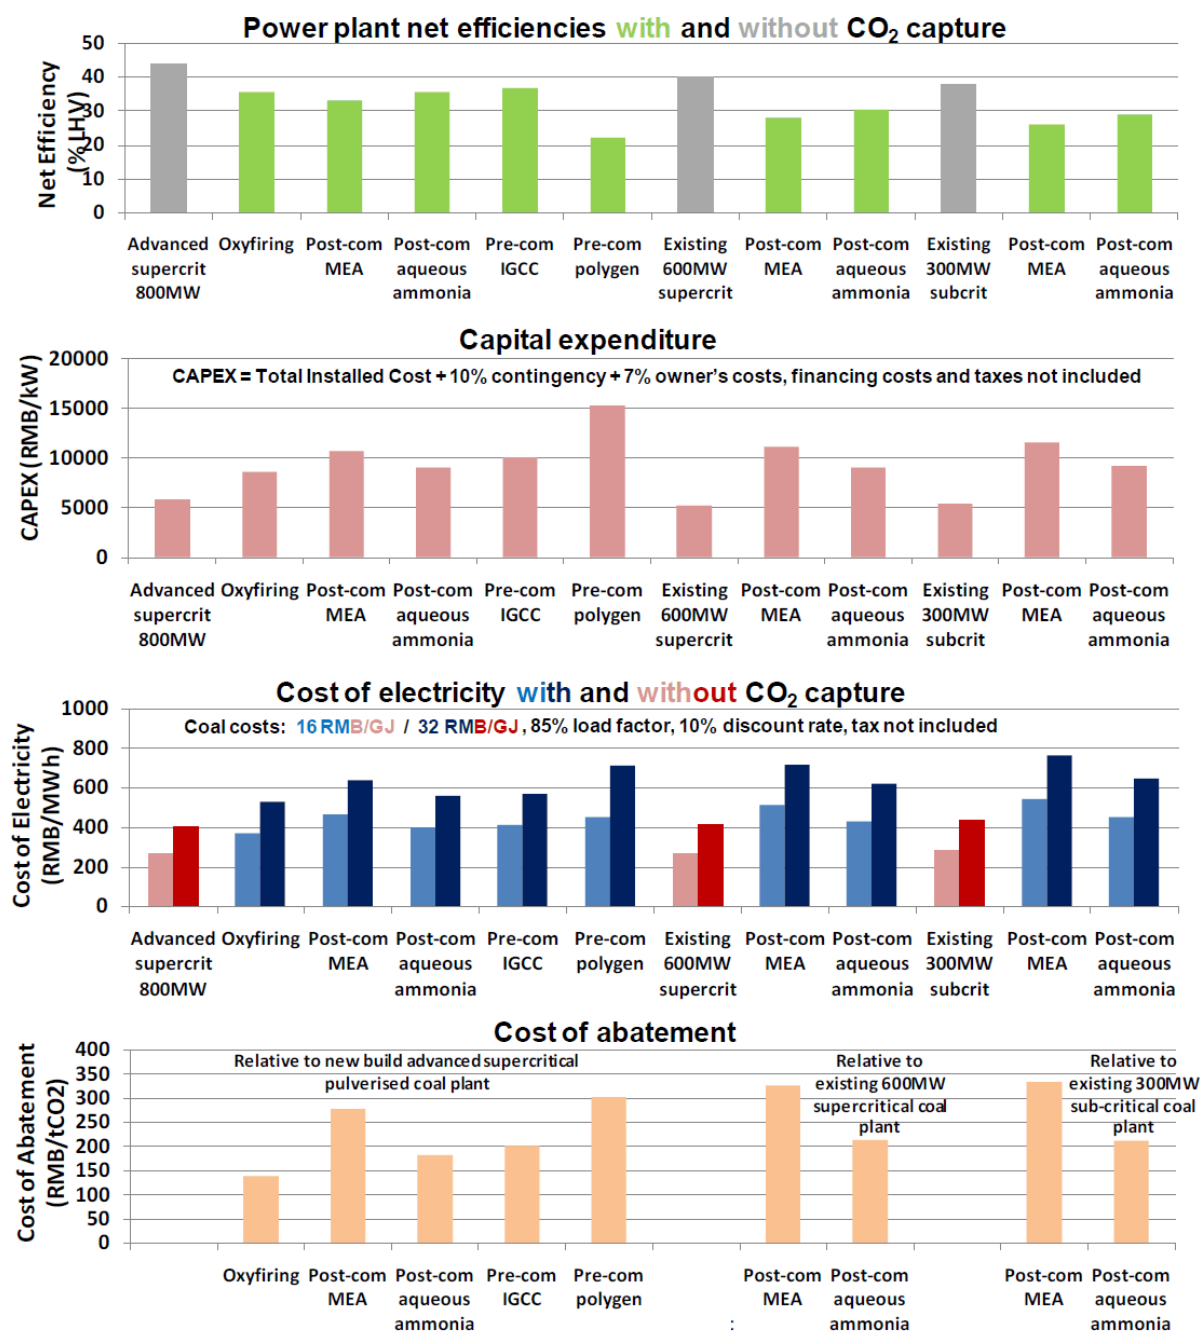 Power plant net efficiencies with and without CO₂ capture
Net Efficiency
(% LHV)
50
40
30
20
10
0
Advanced supercrit 800MW
Oxyfiring
Post-com MEA
Post-com aqueous ammonia
Pre-com IGCC
Pre-com polygen
Existing 600MW supercrit
Post-com MEA
Post-com aqueous ammonia
Existing 300MW subcrit
Post-com MEA
Post-com aqueous ammonia
Capital expenditure
CAPEX = Total Installed Cost + 10% contingency + 7% owner's costs, financing costs and taxes not included
CAPEX (RMB/kW)
20000
15000
10000
5000
0
Advanced supercrit 800MW
Oxyfiring
Post-com MEA
Post-com aqueous ammonia
Pre-com IGCC
Pre-com polygen
Existing 600MW supercrit
Post-com MEA
Post-com aqueous ammonia
Existing 300MW subcrit
Post-com MEA
Post-com aqueous ammonia
Cost of electricity with and without CO₂ capture
Coal costs: 16 RMB/GJ / 32 RMB/GJ, 85% load factor, 10% discount rate, tax not included
Cost of Electricity
(RMB/MWh)
1000
800
600
400
200
0
Advanced supercrit 800MW
Oxyfiring
Post-com MEA
Post-com aqueous ammonia
Pre-com IGCC
Pre-com polygen
Existing 600MW supercrit
Post-com MEA
Post-com aqueous ammonia
Existing 300MW subcrit
Post-com MEA
Post-com aqueous ammonia
Cost of abatement
Relative to new build advanced supercritical
pulverised coal plant
Relative to
existing 600MW
supercritical coal
plant
Relative to
existing 300MW
sub-critical coal
plant
Cost of Abatement
(RMB/tCO2)
400
350
300
250
200
150
100
50
0
Oxyfiring
Post-com MEA
Post-com aqueous ammonia
Pre-com IGCC
Pre-com polygen
Post-com MEA
Post-com aqueous ammonia
Post-com MEA
Post-com aqueous ammonia
: